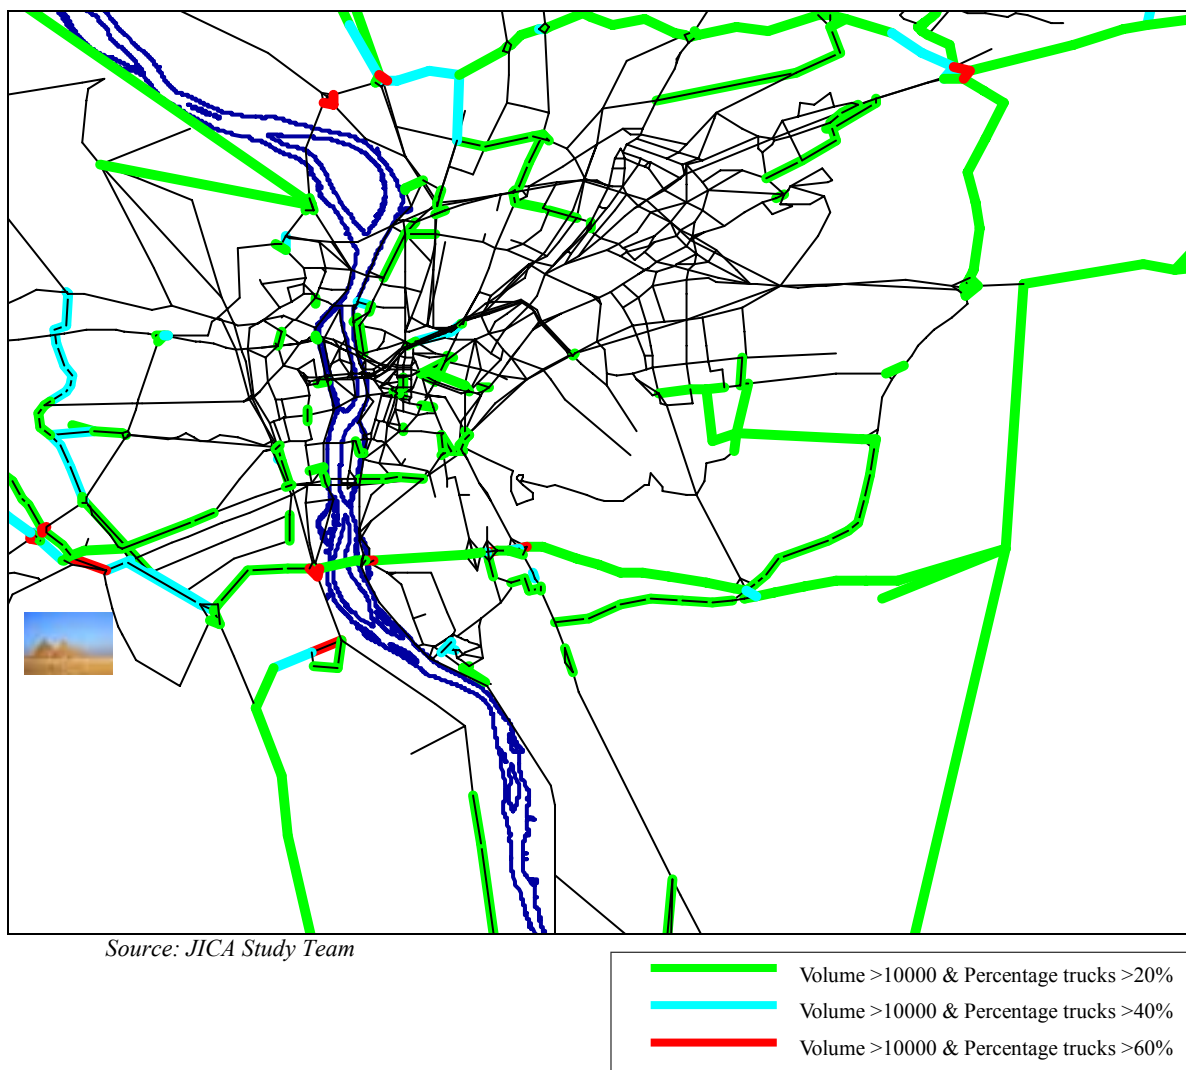 Source: JICA Study Team
Volume >10000 & Percentage trucks >20%
Volume >10000 & Percentage trucks >40%
Volume >10000 & Percentage trucks >60%